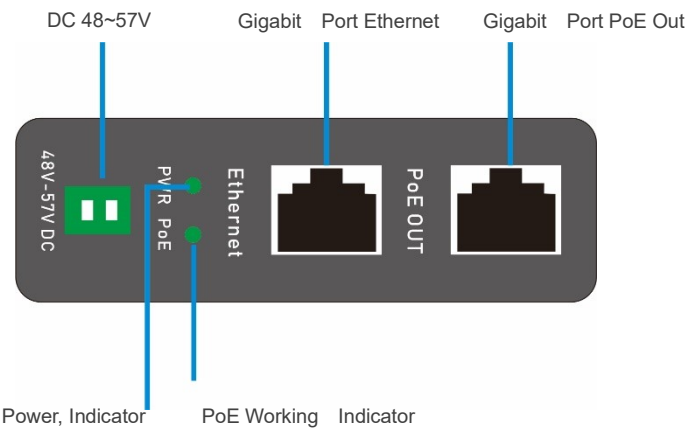 DC 48~57V
Gigabit Port Ethernet
Gigabit Port PoE Out
48V-57V DC
PWR PoE
Ethernet
PoE OUT
Power, Indicator
PoE Working Indicator